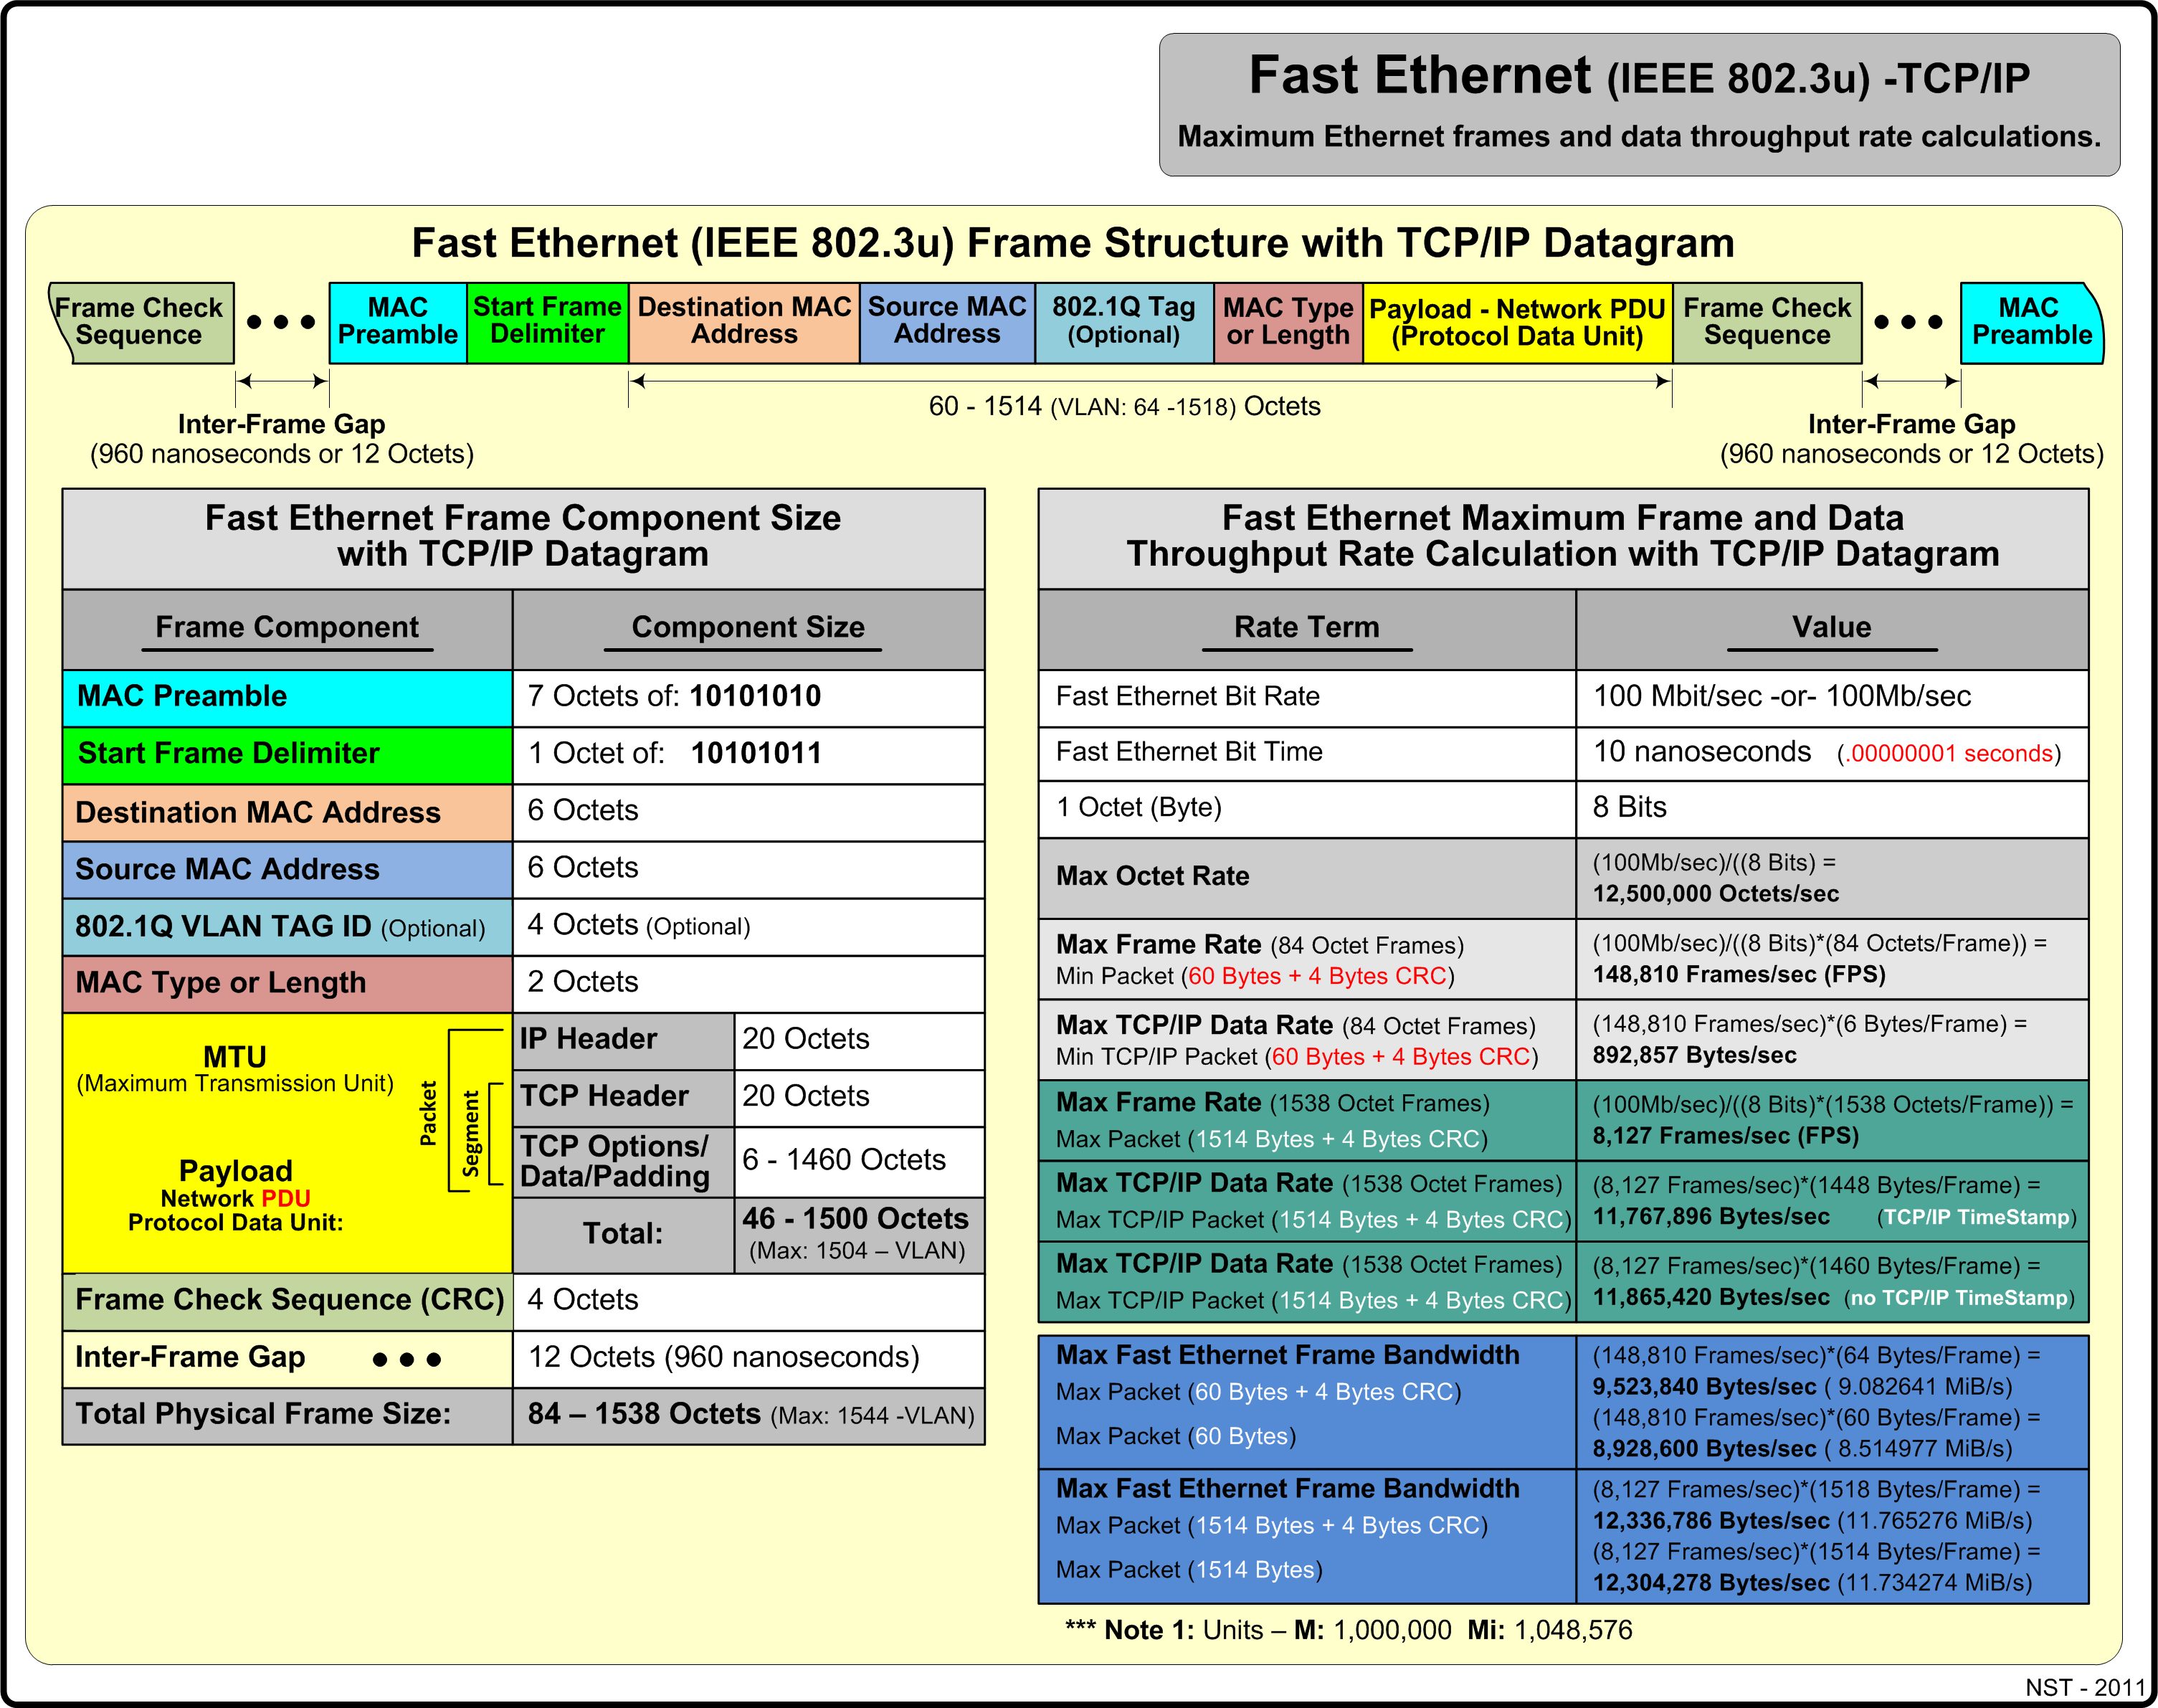 Fast Ethernet (IEEE 802.3u) -TCP/IP
Maximum Ethernet frames and data throughput rate calculations.
Fast Ethernet (IEEE 802.3u) Frame Structure with TCP/IP Datagram
Frame Check
Sequence
MAC
Preamble
Start Frame
Delimiter
Destination MAC
Address
Source MAC
Address
802.1Q Tag
(Optional)
MAC Type
or Length
Payload - Network PDU
(Protocol Data Unit)
Frame Check
Sequence
MAC
Preamble
Inter-Frame Gap
(960 nanoseconds or 12 Octets)
60 - 1514 (VLAN: 64 -1518) Octets
Inter-Frame Gap
(960 nanoseconds or 12 Octets)
Fast Ethernet Frame Component Size
with TCP/IP Datagram
Frame Component
Component Size
MAC Preamble
7 Octets of: 10101010
Start Frame Delimiter
1 Octet of: 10101011
Destination MAC Address
6 Octets
Source MAC Address
6 Octets
802.1Q VLAN TAG ID (Optional)
4 Octets (Optional)
MAC Type or Length
2 Octets
MTU
(Maximum Transmission Unit)
Payload
Network PDU
Protocol Data Unit:
Packet
Segment
IP Header
20 Octets
TCP Header
20 Octets
TCP Options/
Data/Padding
6 - 1460 Octets
Total:
46 - 1500 Octets
(Max: 1504 – VLAN)
Frame Check Sequence (CRC)
4 Octets
Inter-Frame Gap
12 Octets (960 nanoseconds)
Total Physical Frame Size:
84 – 1538 Octets (Max: 1544 -VLAN)
Fast Ethernet Maximum Frame and Data
Throughput Rate Calculation with TCP/IP Datagram
Rate Term
Value
Fast Ethernet Bit Rate
100 Mbit/sec -or- 100Mb/sec
Fast Ethernet Bit Time
10 nanoseconds (.00000001 seconds)
1 Octet (Byte)
8 Bits
Max Octet Rate
(100Mb/sec)/((8 Bits) =
12,500,000 Octets/sec
Max Frame Rate (84 Octet Frames)
Min Packet (60 Bytes + 4 Bytes CRC)
(100Mb/sec)/((8 Bits)*(84 Octets/Frame)) =
148,810 Frames/sec (FPS)
Max TCP/IP Data Rate (84 Octet Frames)
Min TCP/IP Packet (60 Bytes + 4 Bytes CRC)
(148,810 Frames/sec)*(6 Bytes/Frame) =
892,857 Bytes/sec
Max Frame Rate (1538 Octet Frames)
Max Packet (1514 Bytes + 4 Bytes CRC)
(100Mb/sec)/((8 Bits)*(1538 Octets/Frame)) =
8,127 Frames/sec (FPS)
Max TCP/IP Data Rate (1538 Octet Frames)
Max TCP/IP Packet (1514 Bytes + 4 Bytes CRC)
(8,127 Frames/sec)*(1448 Bytes/Frame) =
11,767,896 Bytes/sec (TCP/IP TimeStamp)
Max TCP/IP Data Rate (1538 Octet Frames)
Max TCP/IP Packet (1514 Bytes + 4 Bytes CRC)
(8,127 Frames/sec)*(1460 Bytes/Frame) =
11,865,420 Bytes/sec (no TCP/IP TimeStamp)
Max Fast Ethernet Frame Bandwidth
Max Packet (60 Bytes + 4 Bytes CRC)
Max Packet (60 Bytes)
(148,810 Frames/sec)*(64 Bytes/Frame) =
9,523,840 Bytes/sec ( 9.082641 MiB/s)
(148,810 Frames/sec)*(60 Bytes/Frame) =
8,928,600 Bytes/sec ( 8.514977 MiB/s)
Max Fast Ethernet Frame Bandwidth
Max Packet (1514 Bytes + 4 Bytes CRC)
Max Packet (1514 Bytes)
(8,127 Frames/sec)*(1518 Bytes/Frame) =
12,336,786 Bytes/sec (11.765276 MiB/s)
(8,127 Frames/sec)*(1514 Bytes/Frame) =
12,304,278 Bytes/sec (11.734274 MiB/s)
*** Note 1: Units – M: 1,000,000 Mi: 1,048,576
NST - 2011